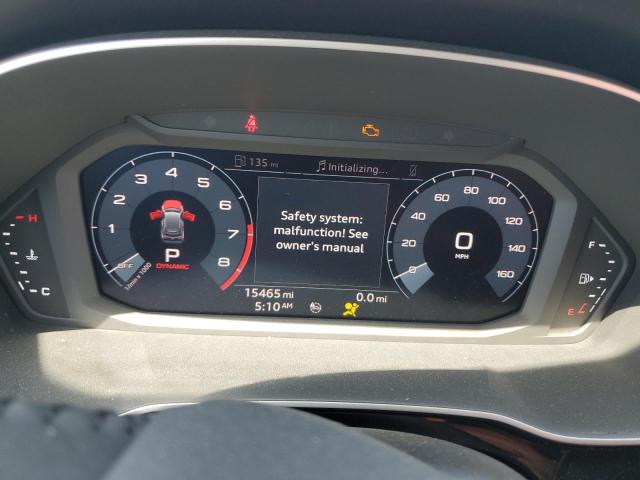 135 mi
Initializing...
1 2 3 4 5 6 7 8
OFF
1/min x 1000
P
DYNAMIC
Safety system:
malfunction! See
owner's manual
0 20 40 60 80 100 120 140 160
0
MPH
H
C
F
E
15465 mi
0.0 mi
5:10 AM